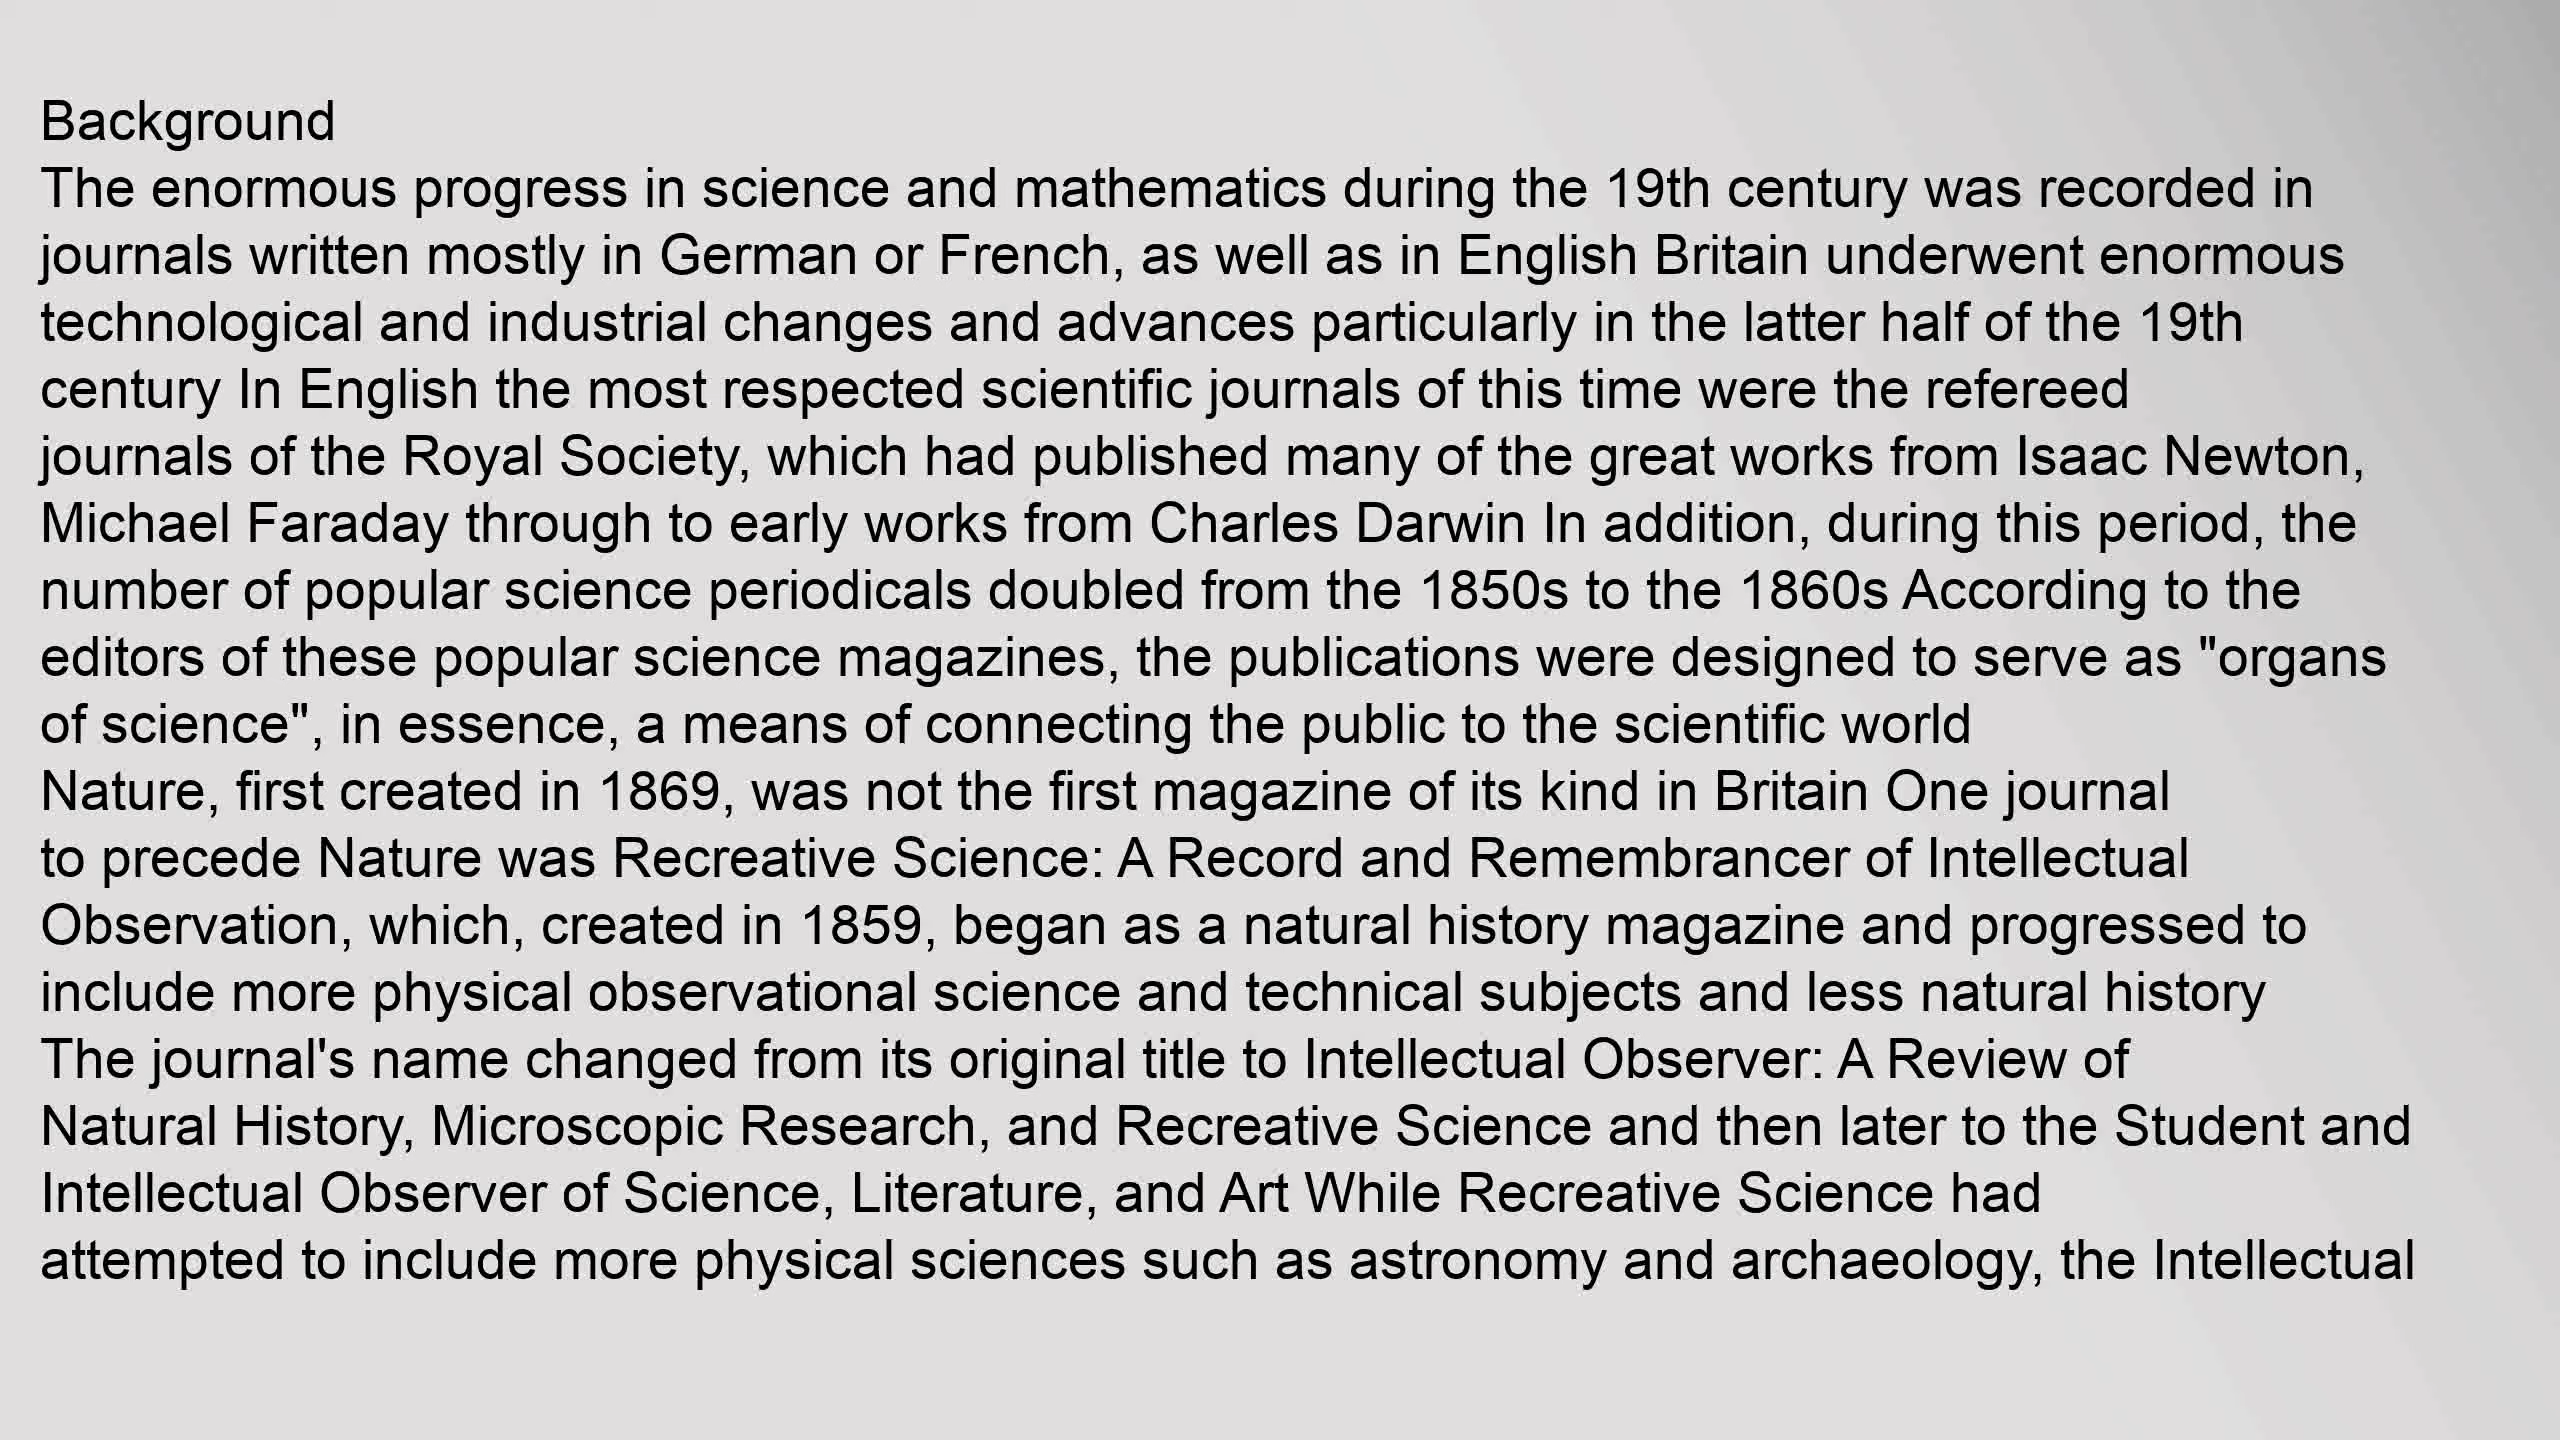 Background
The enormous progress in science and mathematics during the 19th century was recorded in
journals written mostly in German or French, as well as in English Britain underwent enormous
technological and industrial changes and advances particularly in the latter half of the 19th
century In English the most respected scientific journals of this time were the refereed
journals of the Royal Society, which had published many of the great works from Isaac Newton,
Michael Faraday through to early works from Charles Darwin In addition, during this period, the
number of popular science periodicals doubled from the 1850s to the 1860s According to the
editors of these popular science magazines, the publications were designed to serve as "organs
of science", in essence, a means of connecting the public to the scientific world
Nature, first created in 1869, was not the first magazine of its kind in Britain One journal
to precede Nature was Recreative Science: A Record and Remembrancer of Intellectual
Observation, which, created in 1859, began as a natural history magazine and progressed to
include more physical observational science and technical subjects and less natural history
The journal's name changed from its original title to Intellectual Observer: A Review of
Natural History, Microscopic Research, and Recreative Science and then later to the Student and
Intellectual Observer of Science, Literature, and Art While Recreative Science had
attempted to include more physical sciences such as astronomy and archaeology, the Intellectual